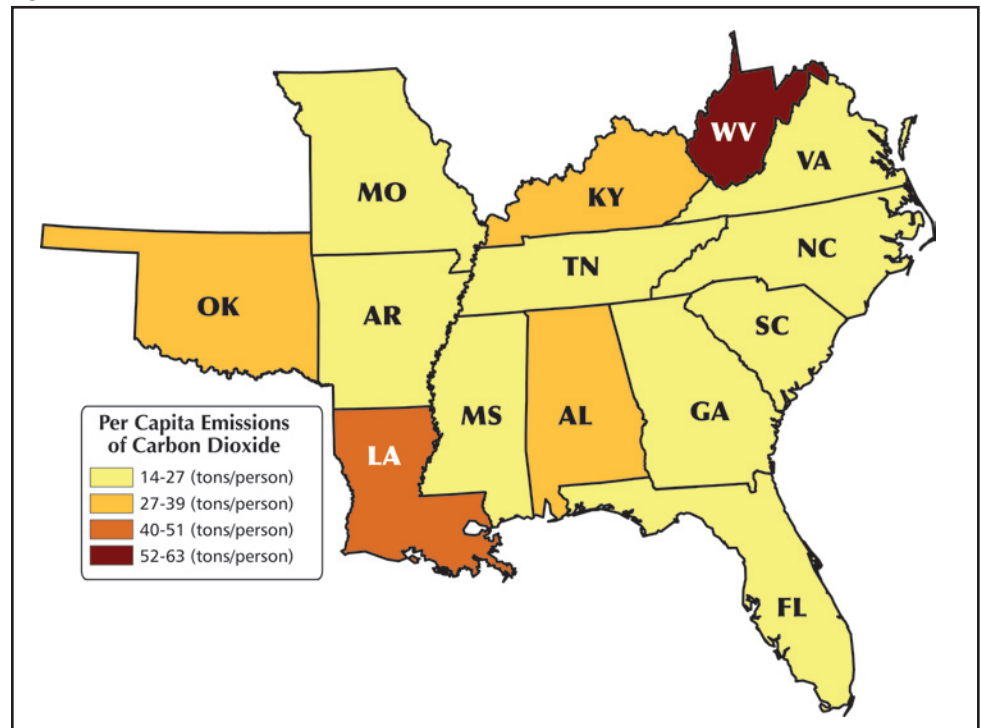 WV
VA
KY
MO
NC
TN
OK
AR
SC
MS
AL
GA
LA
FL
Per Capita Emissions
of Carbon Dioxide
14-27 (tons/person)
27-39 (tons/person)
40-51 (tons/person)
52-63 (tons/person)